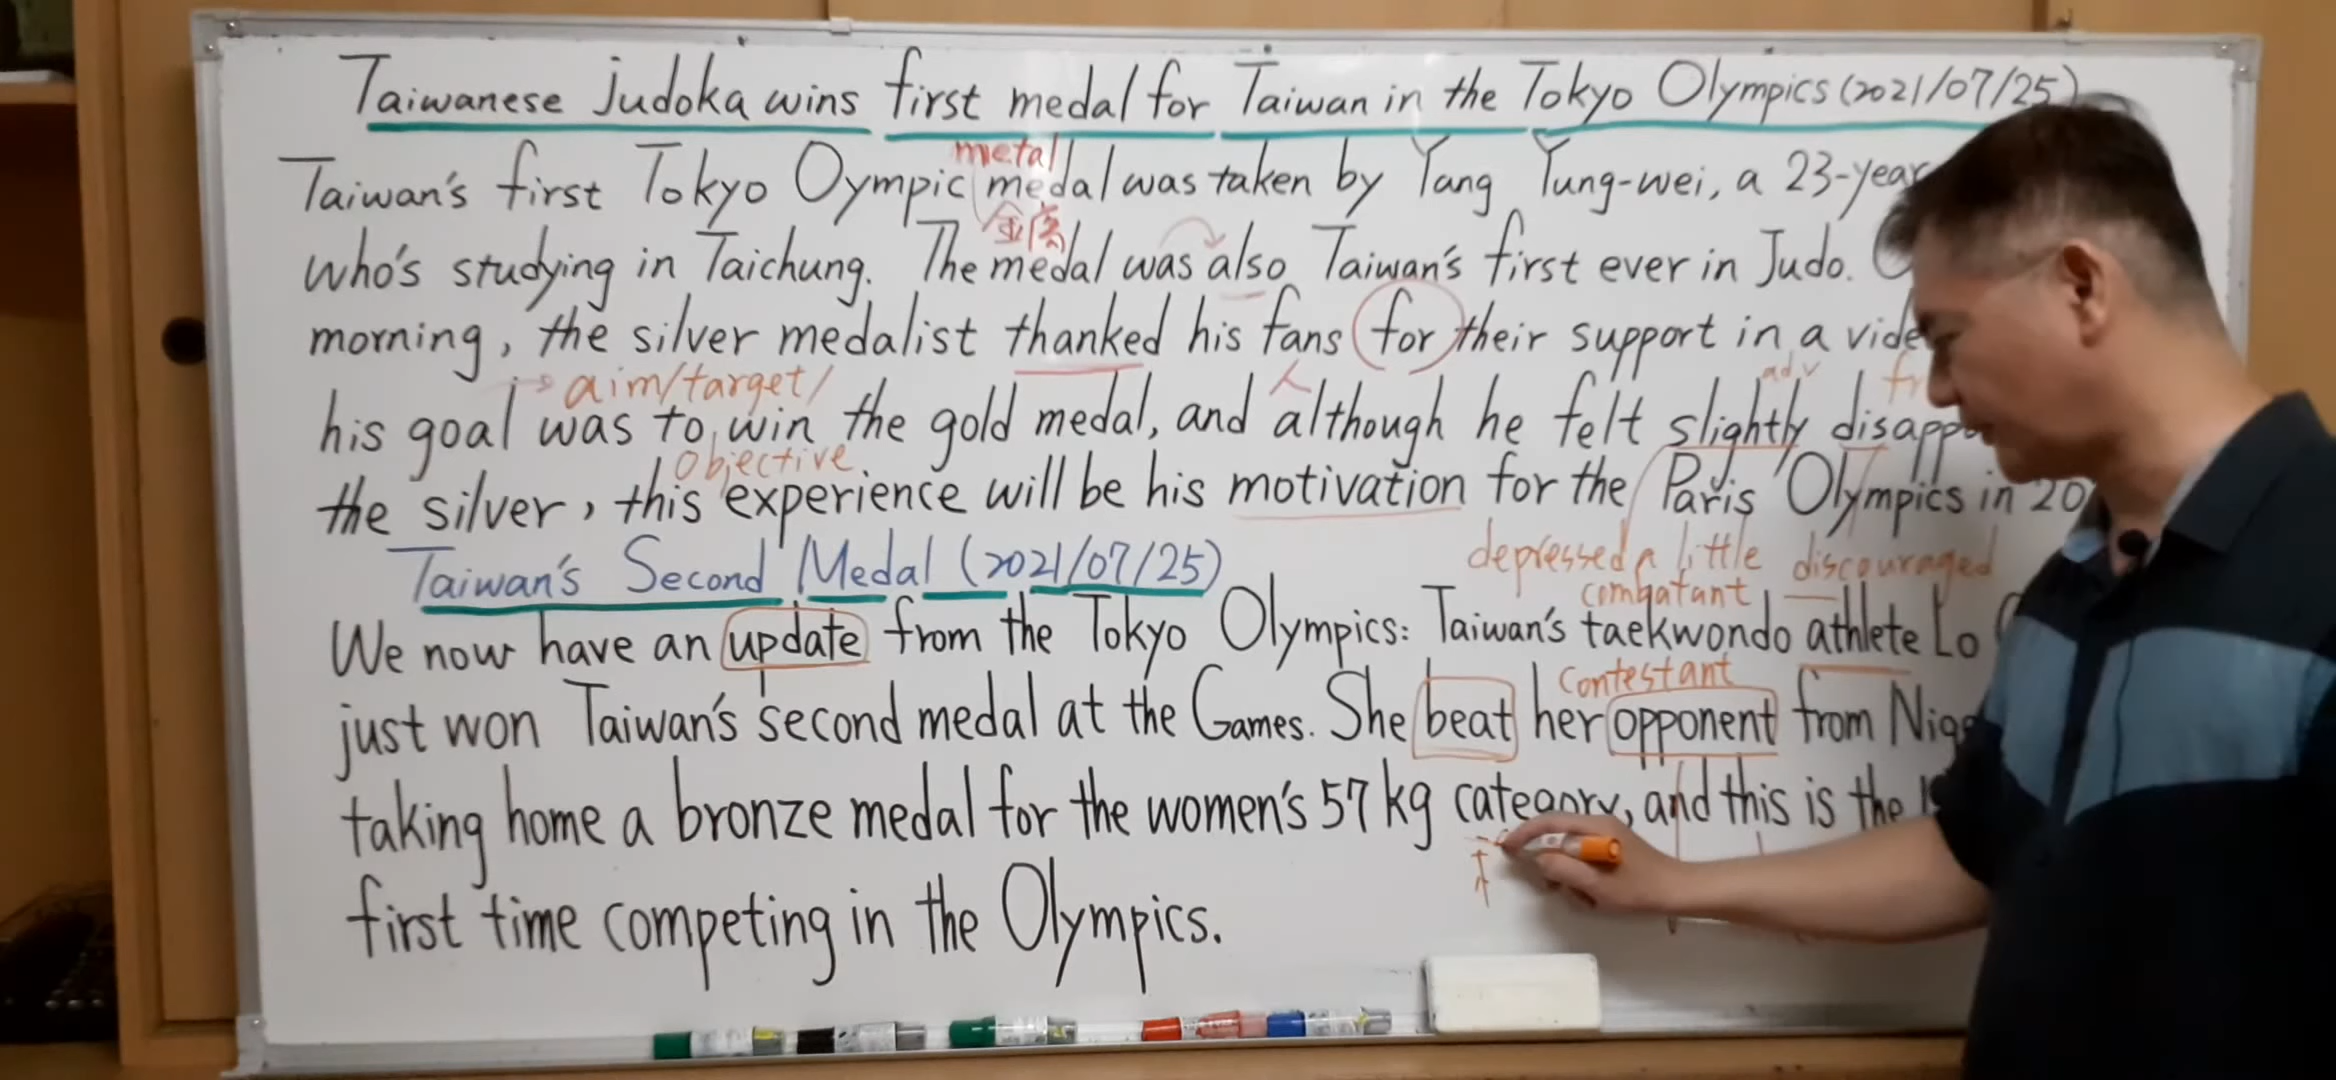 Taiwanese judoka wins first medal for Taiwan in the Tokyo Olympics (2021/07/25)
metal
Taiwan's first Tokyo Oympic medal was taken by Yang Yung-wei, a 23-year
金屬
who's studying in Taichung. The medal was also Taiwan's first ever in Judo.
morning, the silver medalist thanked his fans for their support in a vide
aim/target/
adv
his goal was to win the gold medal, and although he felt slightly disapp
objective
the silver, this experience will be his motivation for the Paris Olympics in 20
depressed a little discouraged
Taiwan's Second Medal (2021/07/25)
combatant
We now have an update from the Tokyo Olympics: Taiwan's taekwondo athlete Lo
contestant
just won Taiwan's second medal at the Games. She beat her opponent from Nige
taking home a bronze medal for the women's 57 kg category, and this is the
first time competing in the Olympics.